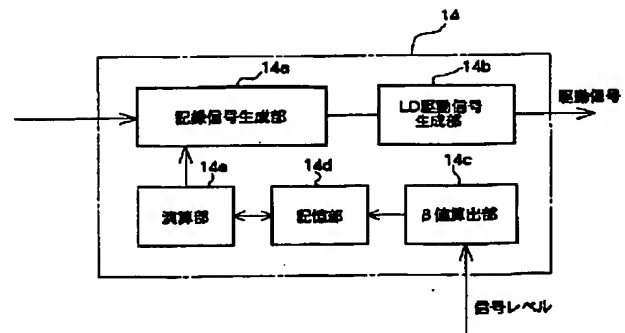 14
14a
記録信号生成部
14b
LD駆動信号
生成部
駆動信号
14e
演算部
14d
記憶部
14c
β値算出部
信号レベル